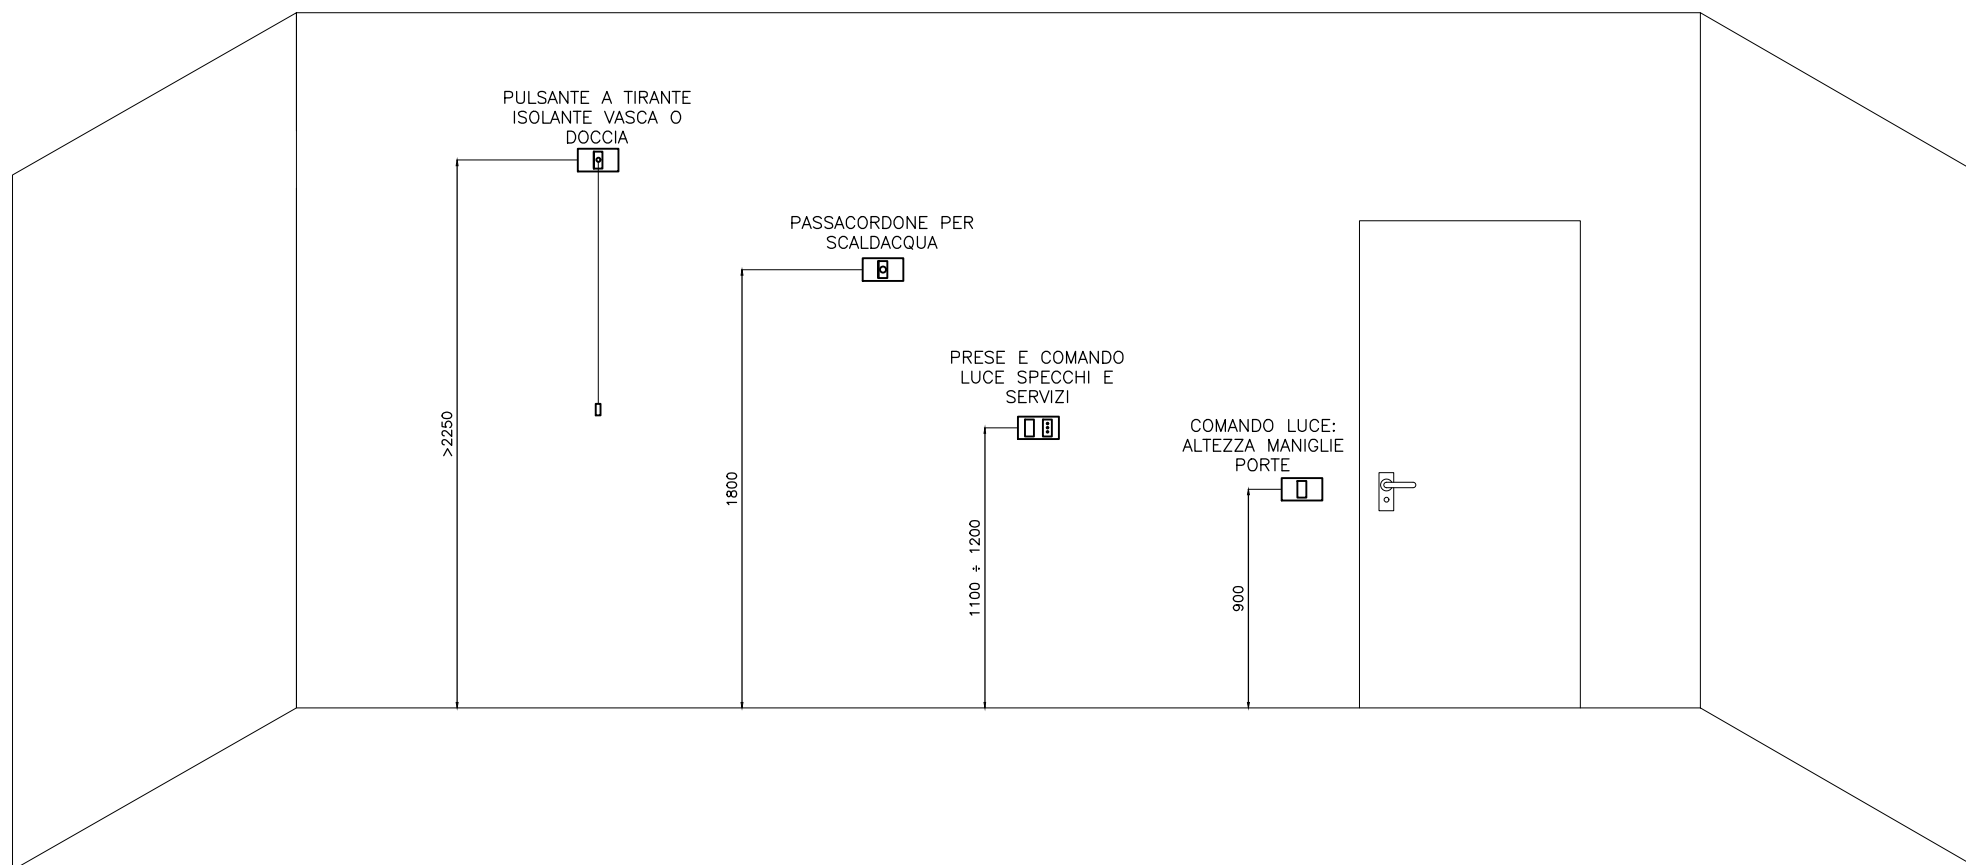 PULSANTE A TIRANTE
ISOLANTE VASCA O
DOCCIA
>2250
PASSACORDONE PER
SCALDACQUA
1800
PRESE E COMANDO
LUCE SPECCHI E
SERVIZI
1100 ÷ 1200
COMANDO LUCE:
ALTEZZA MANIGLIE
PORTE
900